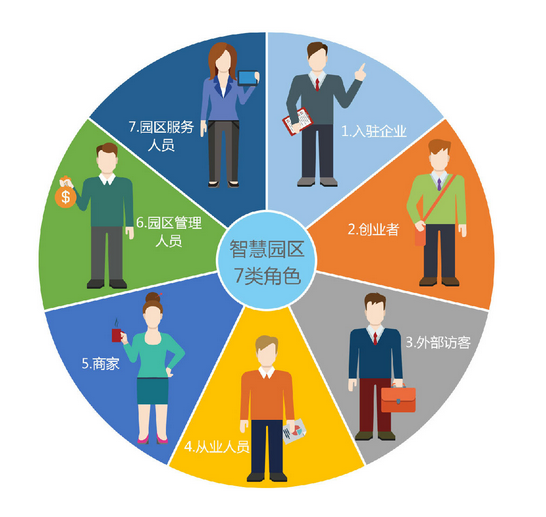 智慧园区
7类角色
1.入驻企业
2.创业者
3.外部访客
4.从业人员
5.商家
6.园区管理
人员
$
7.园区服务
人员